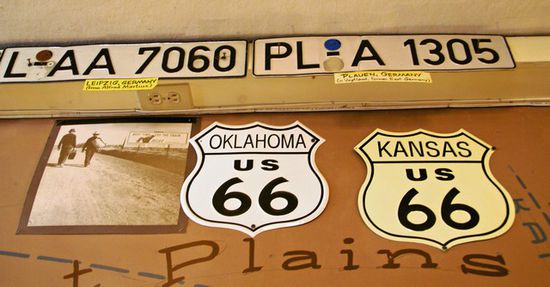 L AA 7060
PL A 1305
LEIPZIG, GERMANY
PLAUEN, GERMANY
OKLAHOMA
US
66
KANSAS
US
66
t Plains